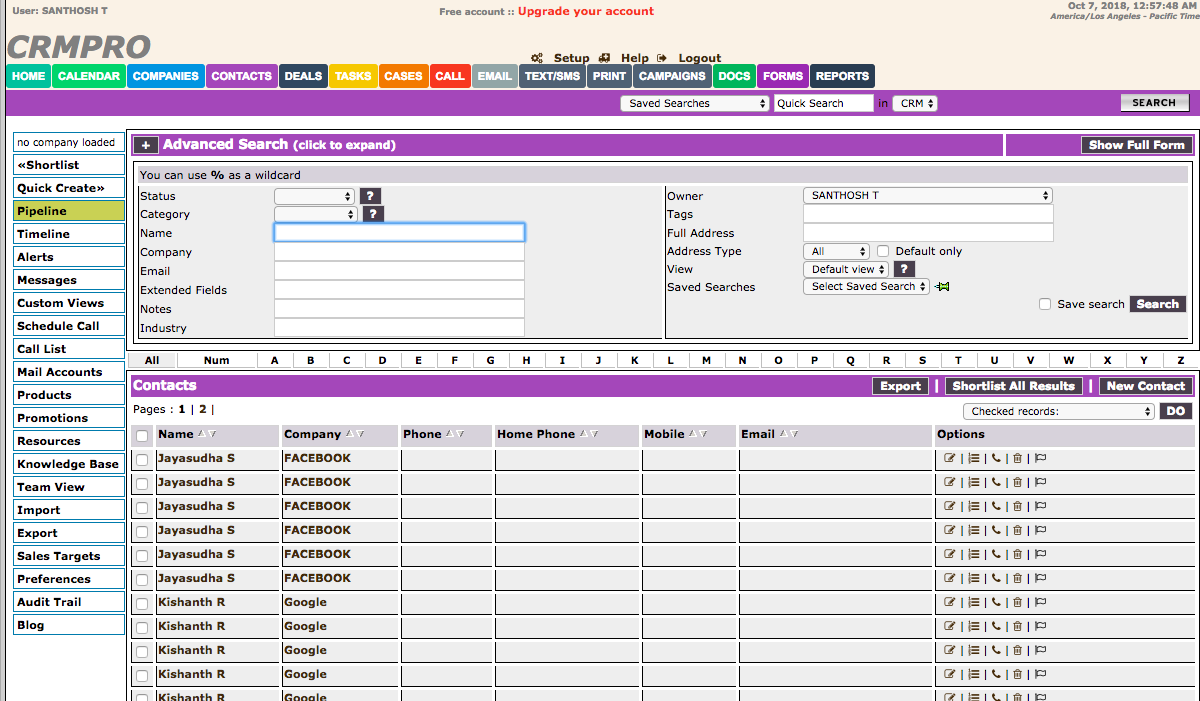 User: SANTHOSH T
Free account :: Upgrade your account
Oct 7, 2018, 12:57:48 AM
America/Los Angeles - Pacific Time
CRMPRO
Setup Help Logout
HOME CALENDAR COMPANIES CONTACTS DEALS TASKS CASES CALL EMAIL TEXT/SMS PRINT CAMPAIGNS DOCS FORMS REPORTS
Saved Searches Quick Search in CRM SEARCH
no company loaded
«Shortlist
Quick Create»
Pipeline
Timeline
Alerts
Messages
Custom Views
Schedule Call
Call List
Mail Accounts
Products
Promotions
Resources
Knowledge Base
Team View
Import
Export
Sales Targets
Preferences
Audit Trail
Blog
+ Advanced Search (click to expand) Show Full Form
You can use % as a wildcard
Status ?
Category ?
Name
Company
Email
Extended Fields
Notes
Industry
Owner SANTHOSH T
Tags
Full Address
Address Type All Default only
View Default view ?
Saved Searches Select Saved Search
Save search Search
All Num A B C D E F G H I J K L M N O P Q R S T U V W X Y Z
Contacts Export | Shortlist All Results | New Contact
Pages : 1 | 2 |
Checked records: DO
Name Company Phone Home Phone Mobile Email Options
Jayasudha S FACEBOOK | | | |
Jayasudha S FACEBOOK | | | |
Jayasudha S FACEBOOK | | | |
Jayasudha S FACEBOOK | | | |
Jayasudha S FACEBOOK | | | |
Jayasudha S FACEBOOK | | | |
Kishanth R Google | | | |
Kishanth R Google | | | |
Kishanth R Google | | | |
Kishanth R Google | | | |
Kishanth R Google | | | |